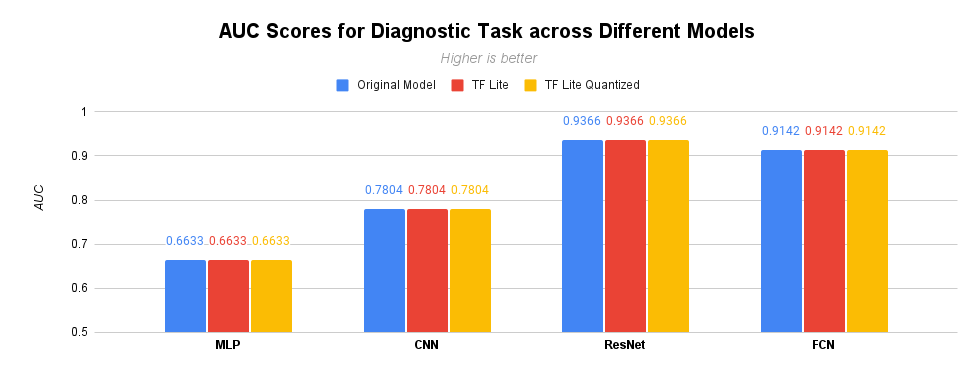 AUC Scores for Diagnostic Task across Different Models
Higher is better
Original Model TF Lite TF Lite Quantized
AUC
1
0.9
0.8
0.7
0.6
0.5
0.6633 0.6633 0.6633
0.7804 0.7804 0.7804
0.9366 0.9366 0.9366
0.9142 0.9142 0.9142
MLP CNN ResNet FCN